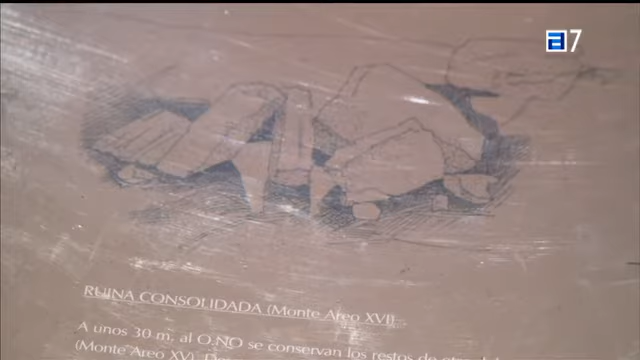 a7
RUINA CONSOLIDADA (Monte Areo XVI)
A unos 30 m. al O.NO se conservan los restos de
(Monte Areo XV).